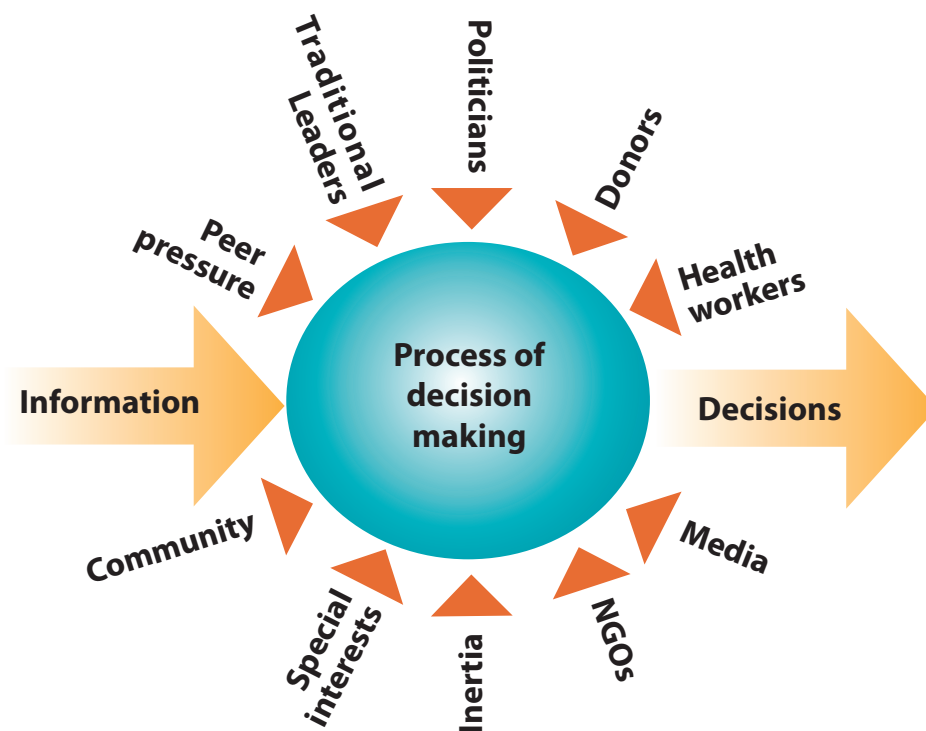 Traditional
Leaders
Politicians
Donors
Peer
pressure
Health
workers
Information
Process of
decision
making
Decisions
Community
Special
interests
Inertia
NGOs
Media